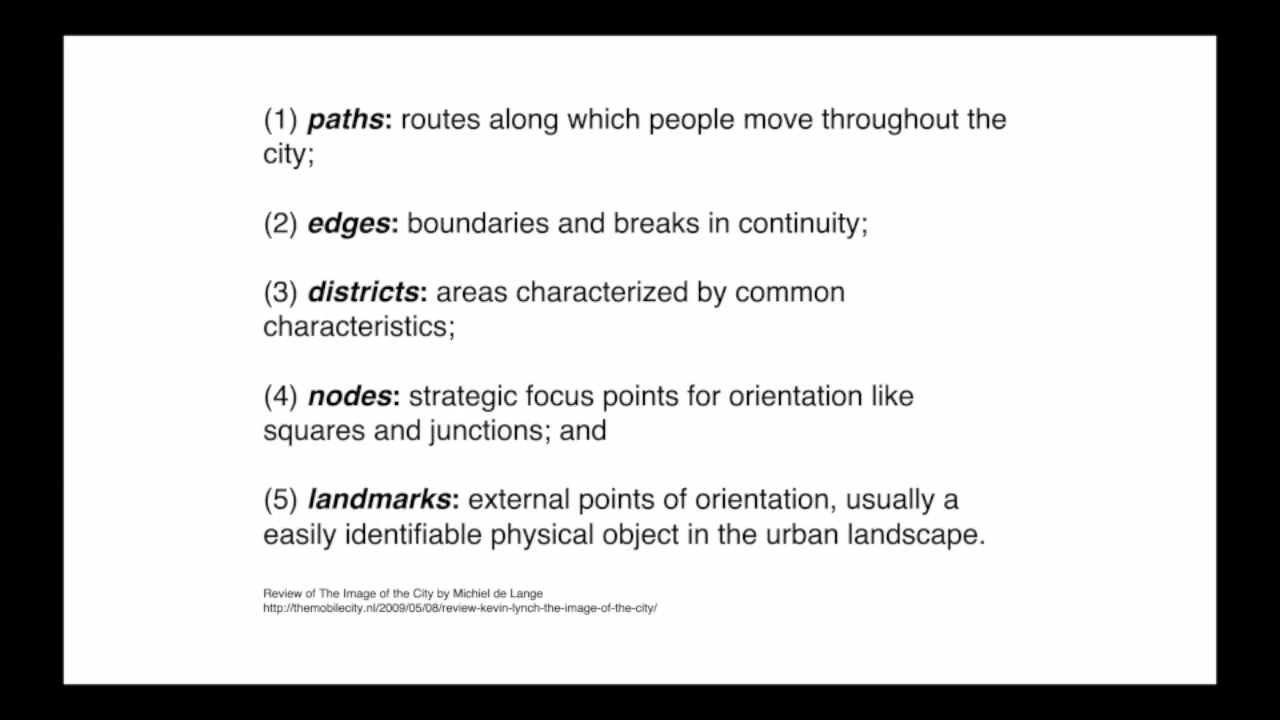 (1) paths: routes along which people move throughout the
city;
(2) edges: boundaries and breaks in continuity;
(3) districts: areas characterized by common
characteristics;
(4) nodes: strategic focus points for orientation like
squares and junctions; and
(5) landmarks: external points of orientation, usually a
easily identifiable physical object in the urban landscape.
Review of The Image of the City by Michiel de Lange
http://themobilecity.nl/2009/05/08/review-kevin-lynch-the-image-of-the-city/